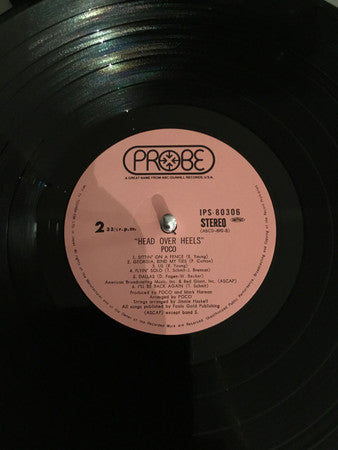 PROBE
A GREAT NAME FROM ABC/DUNHILL RECORDS, U.S.A.
IPS-80306
2 33⅓r.p.m.
STEREO
(ABCD-890-B)
"HEAD OVER HEELS"
POCO
1. SITTIN' ON A FENCE (R. Young)
2. GEORGIA, BIND MY TIES (P. Cotton)
3. US (R. Young)
4. FLYIN' SOLO (T. Schmit-J. Brennan)
5. DALLAS (D. Fagen-W. Becker)
American Broadcasting Music, Inc. & Red Giant, Inc. (ASCAP)
6. I'LL BE BACK AGAIN (T. Schmit)
Produced by POCO and Mark Harman
Arranged by POCO
Strings arranged by Jimmie Haskell
All songs published by Fools Gold Publishing
(ASCAP) except band 5.